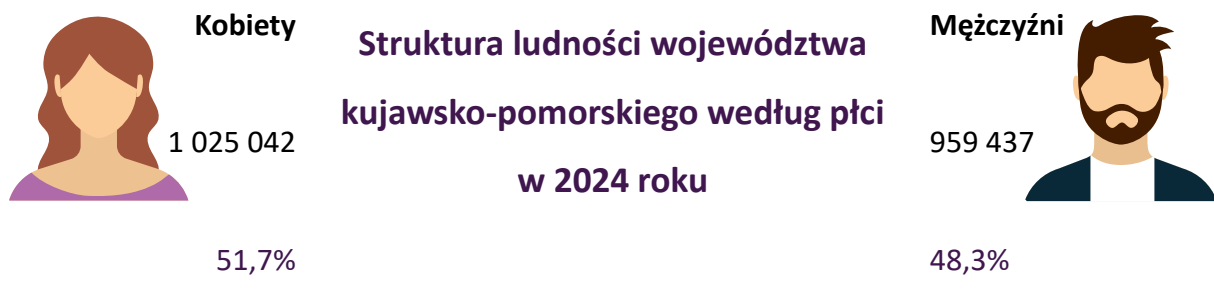 Kobiety
1 025 042
51,7%
Struktura ludności województwa
kujawsko-pomorskiego według płci
w 2024 roku
Mężczyźni
959 437
48,3%